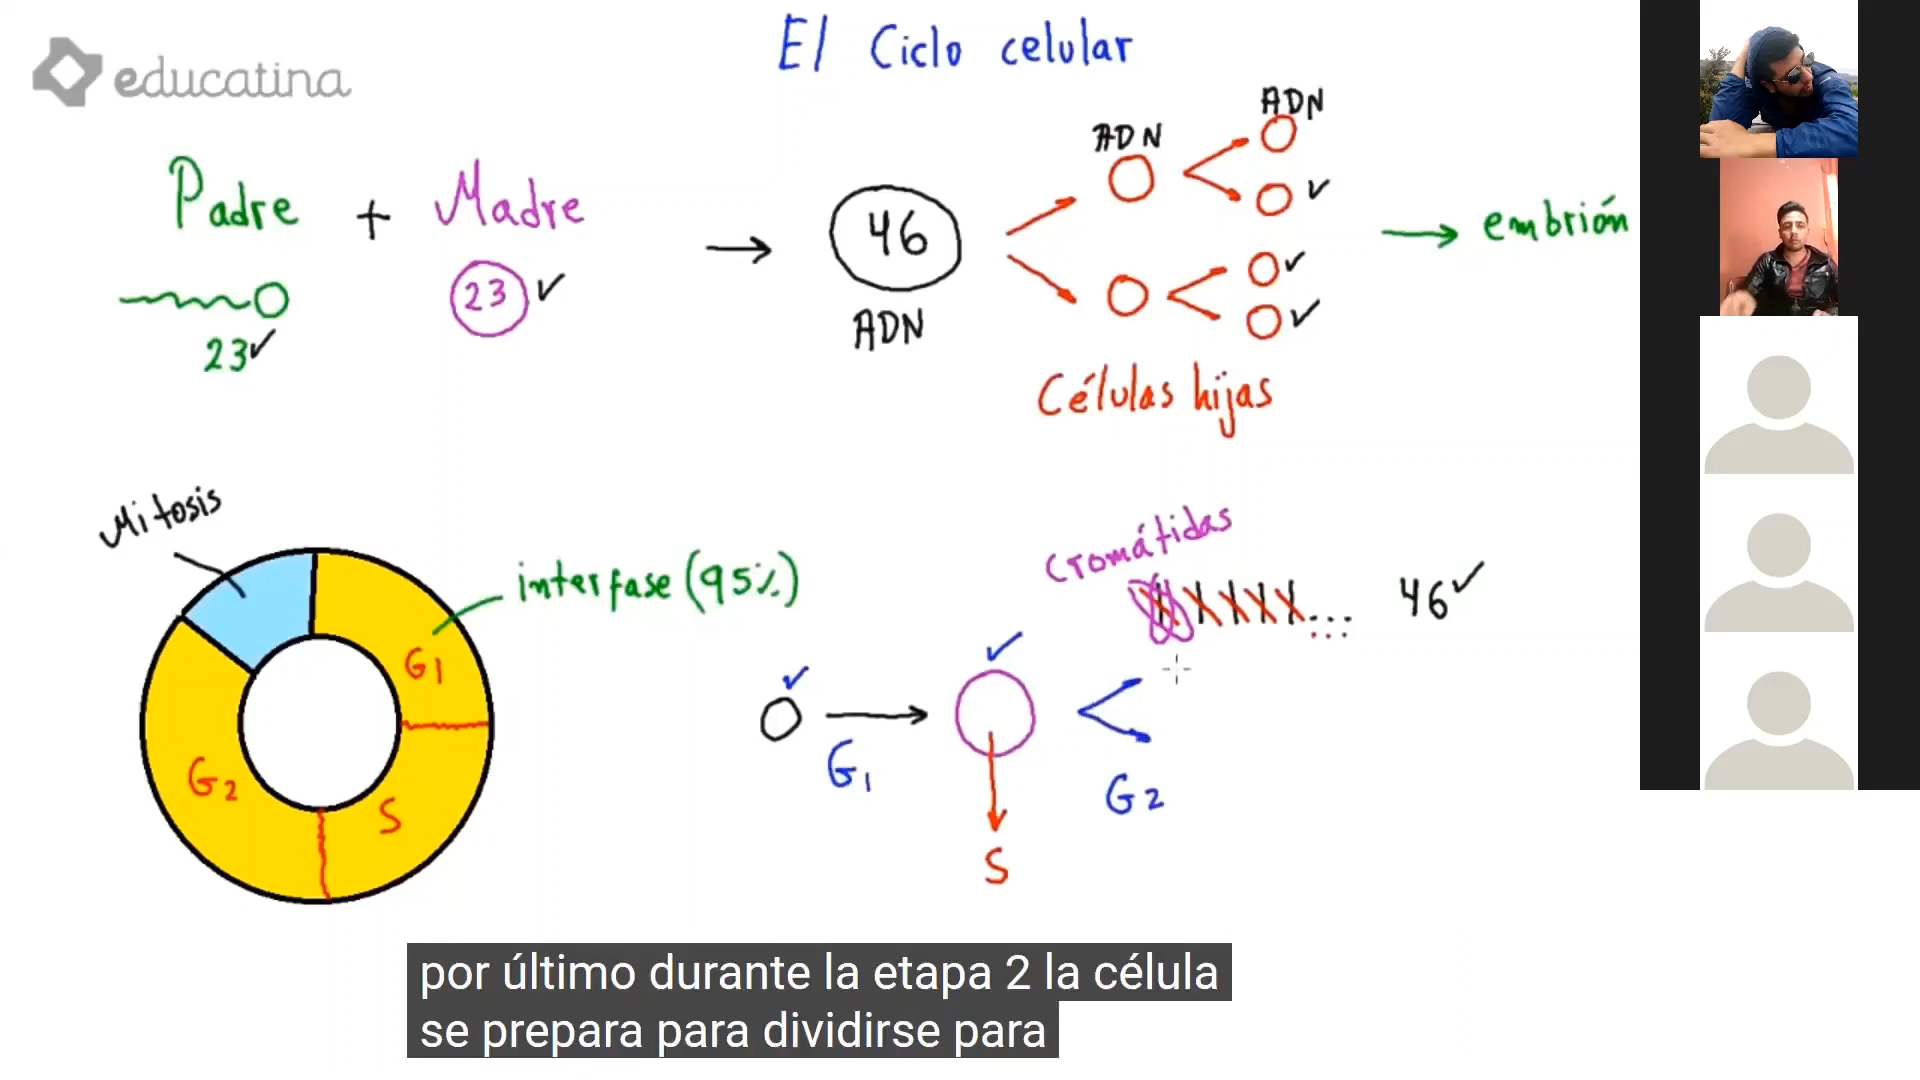 El Ciclo celular
educatina
ADN
ADN
Padre + Madre → 46 → embrión
23✓
23 ✓
ADN
Células hijas
Mitosis
interfase (95%)
cromátidas
XXXXX... 46✓
G1
G2
S
G1
G2
S
por último durante la etapa 2 la célula
se prepara para dividirse para